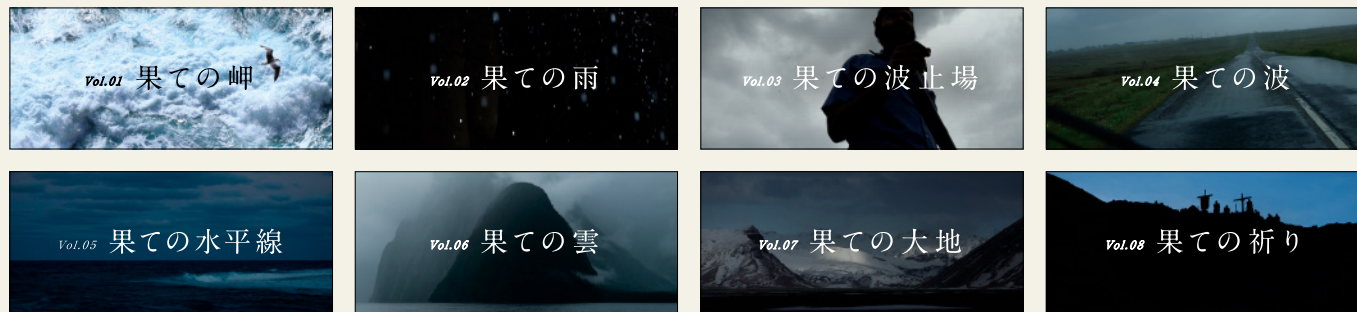 Vol.01 果ての岬
Vol.02 果ての雨
Vol.03 果ての波止場
Vol.04 果ての波
Vol.05 果ての水平線
Vol.06 果ての雲
Vol.07 果ての大地
Vol.08 果ての祈り